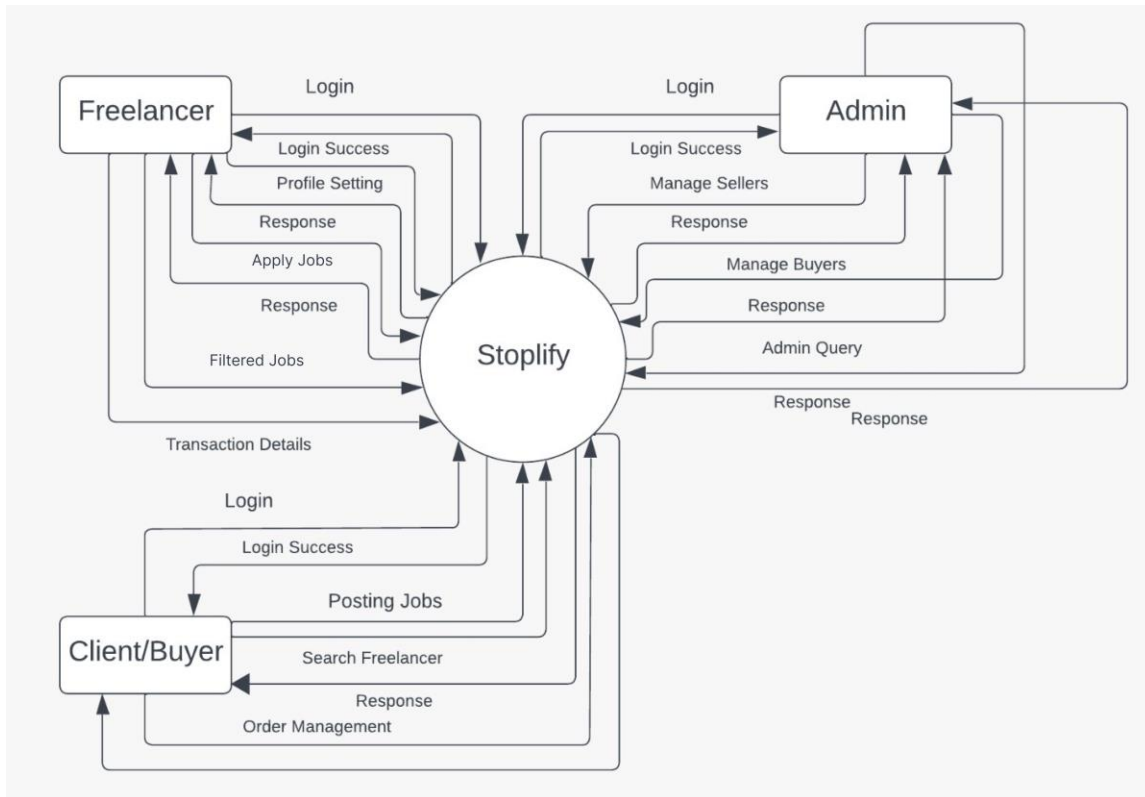 Login
Login
Freelancer
Admin
Login Success
Login Success
Profile Setting
Manage Sellers
Response
Response
Apply Jobs
Manage Buyers
Response
Response
Stoplify
Admin Query
Filtered Jobs
Response
Response
Transaction Details
Login
Login Success
Posting Jobs
Client/Buyer
Search Freelancer
Response
Order Management